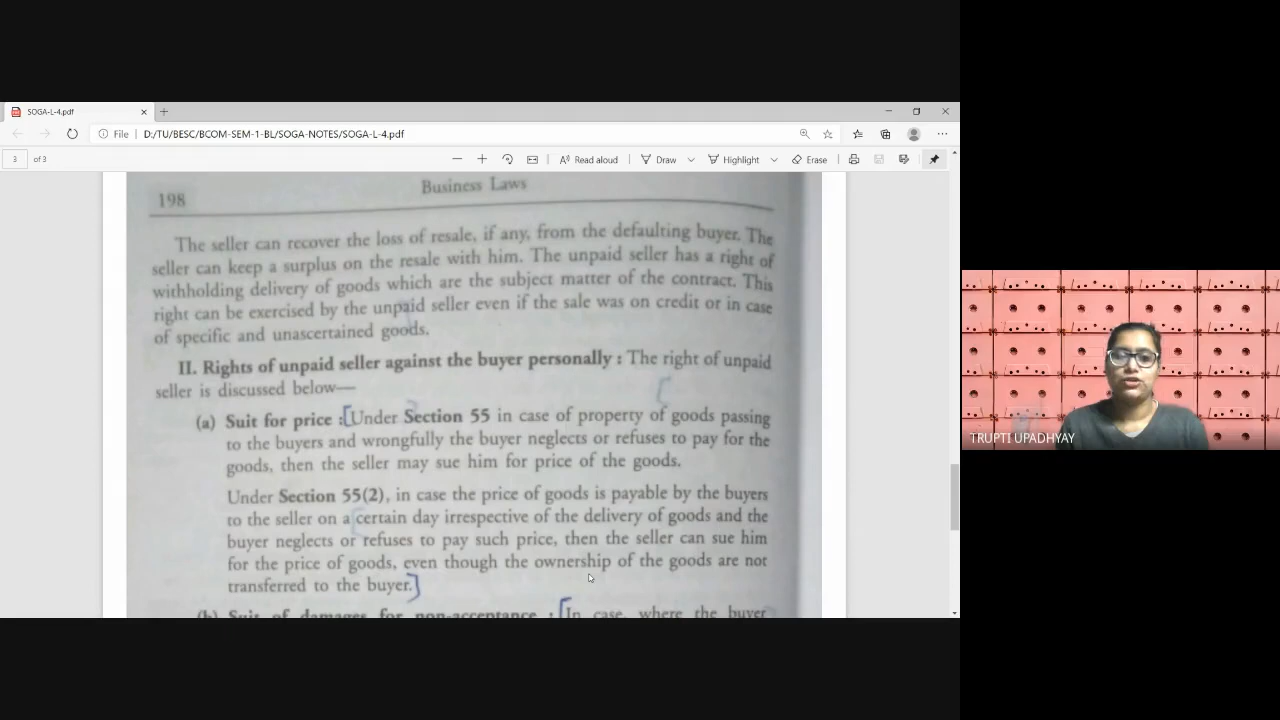 SOGA-L-4.pdf
File | D:/TU/BESC/BCOM-SEM-1-BL/SOGA-NOTES/SOGA-L-4.pdf
3 of 3
Read aloud
Draw
Highlight
Erase
198 Business Laws
The seller can recover the loss of resale, if any, from the defaulting buyer. The
seller can keep a surplus on the resale with him. The unpaid seller has a right of
withholding delivery of goods which are the subject matter of the contract. This
right can be exercised by the unpaid seller even if the sale was on credit or in case
of specific and unascertained goods.
II. Rights of unpaid seller against the buyer personally : The right of unpaid
seller is discussed below—
(a) Suit for price : [Under Section 55 in case of property of goods passing
to the buyers and wrongfully the buyer neglects or refuses to pay for the
goods, then the seller may sue him for price of the goods.
Under Section 55(2), in case the price of goods is payable by the buyers
to the seller on a certain day irrespective of the delivery of goods and the
buyer neglects or refuses to pay such price, then the seller can sue him
for the price of goods, even though the ownership of the goods are not
transferred to the buyer.]
(b) Suit of damages for non-acceptance : [In case, where the buyer
TRUPTI UPADHYAY